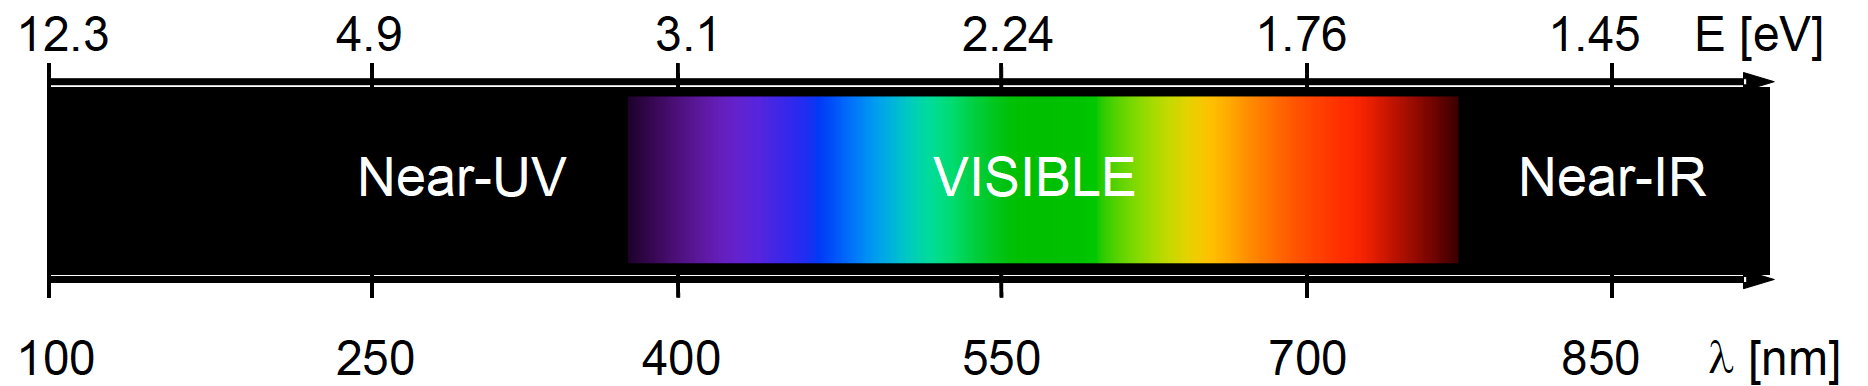 12.3 4.9 3.1 2.24 1.76 1.45 E [eV]
Near-UV VISIBLE Near-IR
100 250 400 550 700 850 λ [nm]